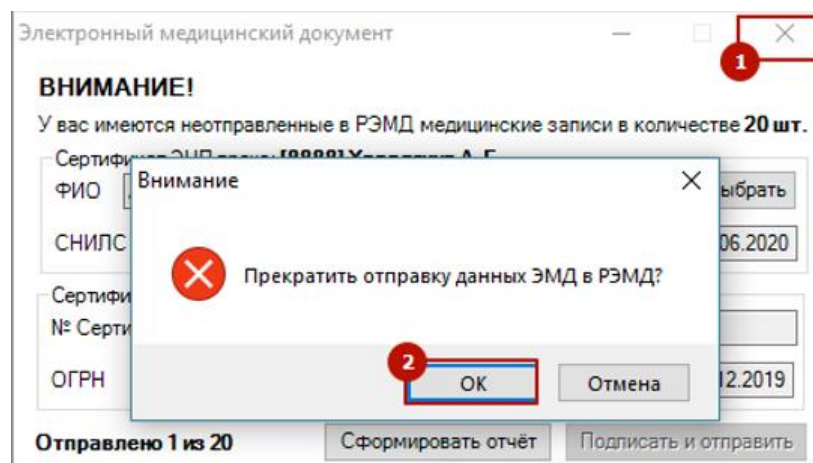 Электронный медицинский документ
1
ВНИМАНИЕ!
У вас имеются неотправленные в РЭМД медицинские записи в количестве 20 шт.
ФИО
СНИЛС
06.2020
№
ОГРН
12.2019
Внимание
Прекратить отправку данных ЭМД в РЭМД?
2
ОК
Отмена
Отправлено 1 из 20
Сформировать отчёт
Подписать и отправить